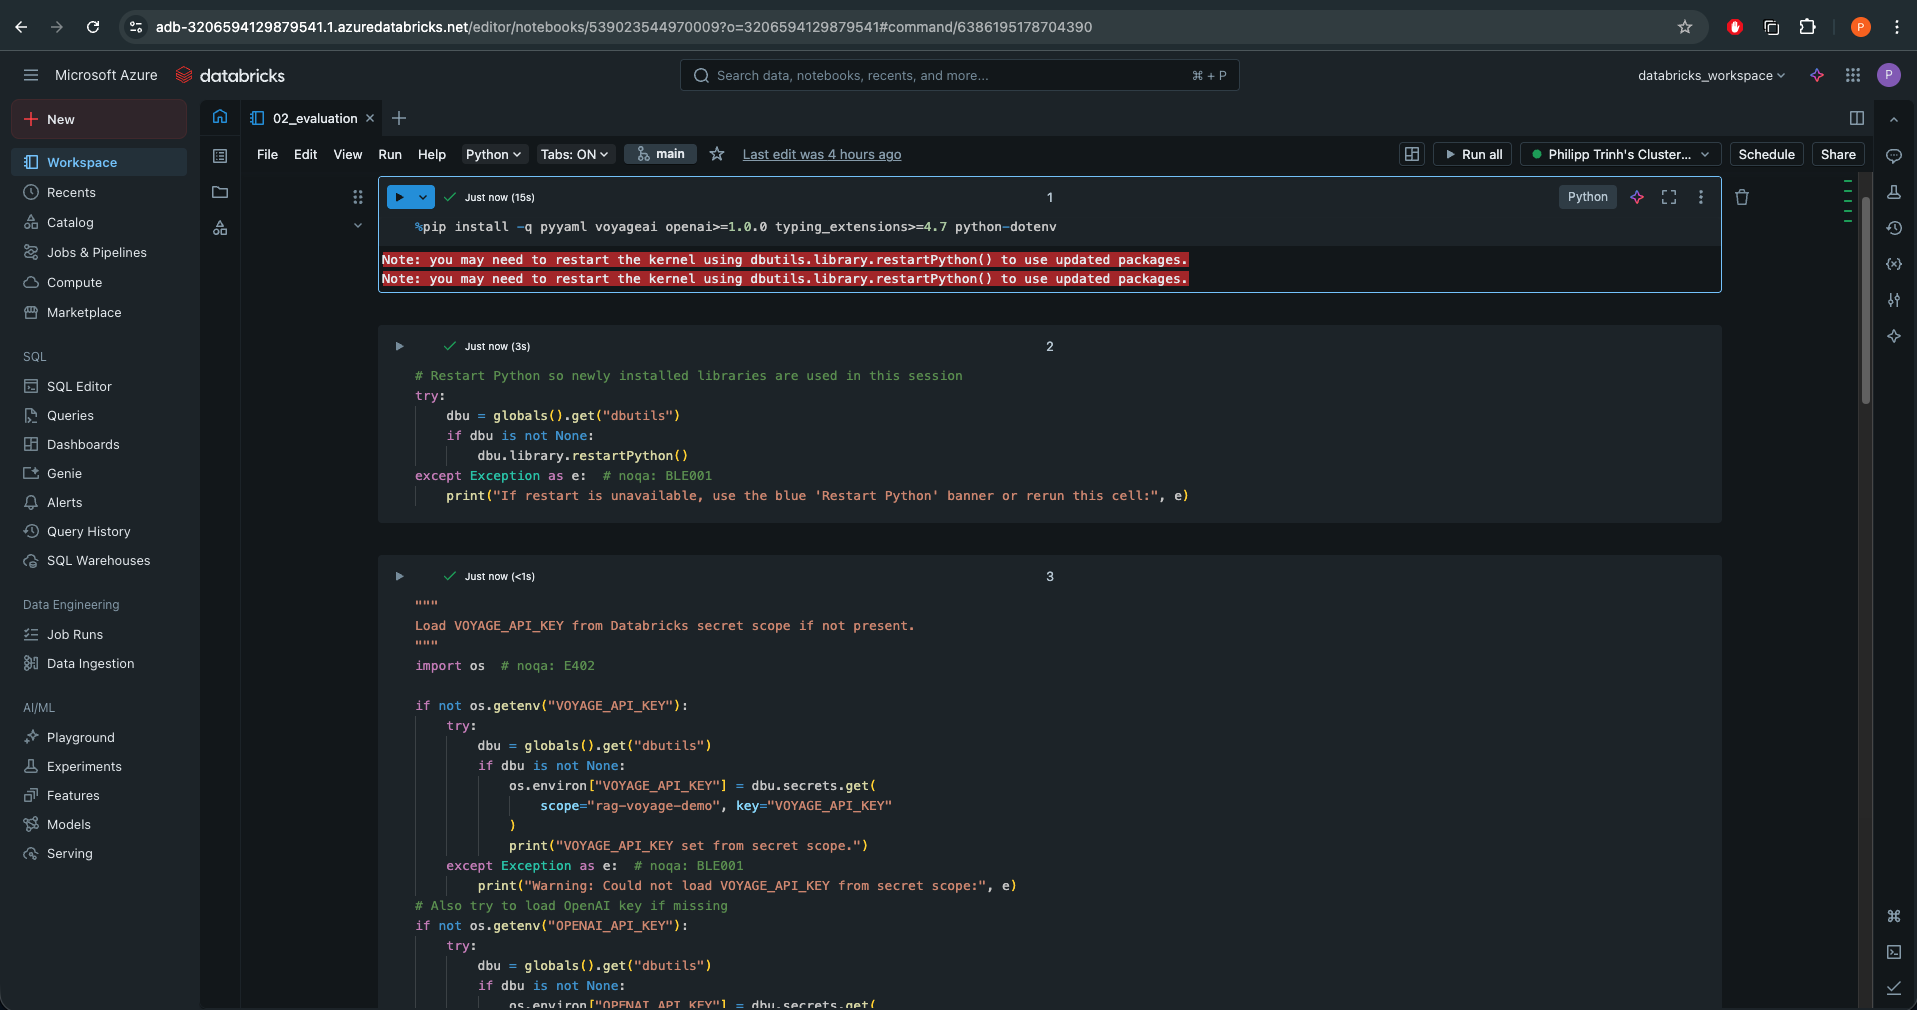 adb-3206594129879541.1.azuredatabricks.net/editor/notebooks/539023544970009?o=3206594129879541#command/6386195178704390
P
Microsoft Azure databricks
Search data, notebooks, recents, and more... ⌘ + P
databricks_workspace
P
New
Workspace
Recents
Catalog
Jobs & Pipelines
Compute
Marketplace
SQL
SQL Editor
Queries
Dashboards
Genie
Alerts
Query History
SQL Warehouses
Data Engineering
Job Runs
Data Ingestion
AI/ML
Playground
Experiments
Features
Models
Serving
02_evaluation
File Edit View Run Help Python Tabs: ON main Last edit was 4 hours ago
Run all Philipp Trinh's Cluster... Schedule Share
Just now (15s) 1 Python
%pip install -q pyyaml voyageai openai>=1.0.0 typing_extensions>=4.7 python-dotenv
Note: you may need to restart the kernel using dbutils.library.restartPython() to use updated packages.
Note: you may need to restart the kernel using dbutils.library.restartPython() to use updated packages.
Just now (3s) 2
# Restart Python so newly installed libraries are used in this session
try:
    dbu = globals().get("dbutils")
    if dbu is not None:
        dbu.library.restartPython()
except Exception as e:  # noqa: BLE001
    print("If restart is unavailable, use the blue 'Restart Python' banner or rerun this cell:", e)
Just now (<1s) 3
"""
Load VOYAGE_API_KEY from Databricks secret scope if not present.
"""
import os  # noqa: E402
if not os.getenv("VOYAGE_API_KEY"):
    try:
        dbu = globals().get("dbutils")
        if dbu is not None:
            os.environ["VOYAGE_API_KEY"] = dbu.secrets.get(
                scope="rag-voyage-demo", key="VOYAGE_API_KEY"
            )
            print("VOYAGE_API_KEY set from secret scope.")
    except Exception as e:  # noqa: BLE001
        print("Warning: Could not load VOYAGE_API_KEY from secret scope:", e)
# Also try to load OpenAI key if missing
if not os.getenv("OPENAI_API_KEY"):
    try:
        dbu = globals().get("dbutils")
        if dbu is not None:
            os.environ["OPENAI_API_KEY"] = dbu.secrets.get(